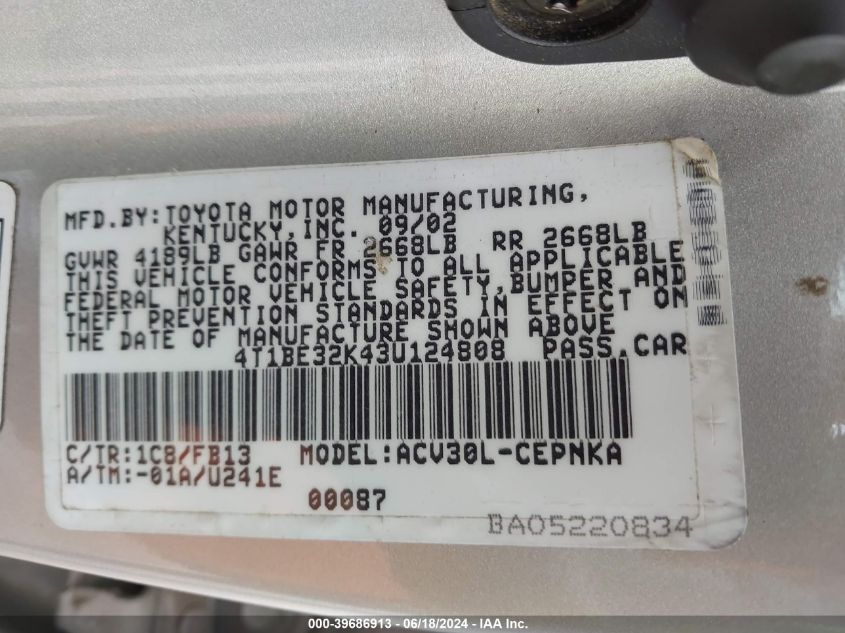 MFD.BY:TOYOTA MOTOR MANUFACTURING,
KENTUCKY,INC. 09/02
GVWR 4189LB GAWR FR 2668LB RR 2668LB
THIS VEHICLE CONFORMS TO ALL APPLICABLE
FEDERAL MOTOR VEHICLE SAFETY,BUMPER AND
THEFT PREVENTION STANDARDS IN EFFECT ON
THE DATE OF MANUFACTURE SHOWN ABOVE
4T1BE32K43U124808 PASS.CAR
C/TR:1C8/FB13 MODEL:ACV30L-CEPNKA
A/TM:-01A/U241E
00087
BA05220834
000-39686913 - 06/18/2024 - IAA Inc.